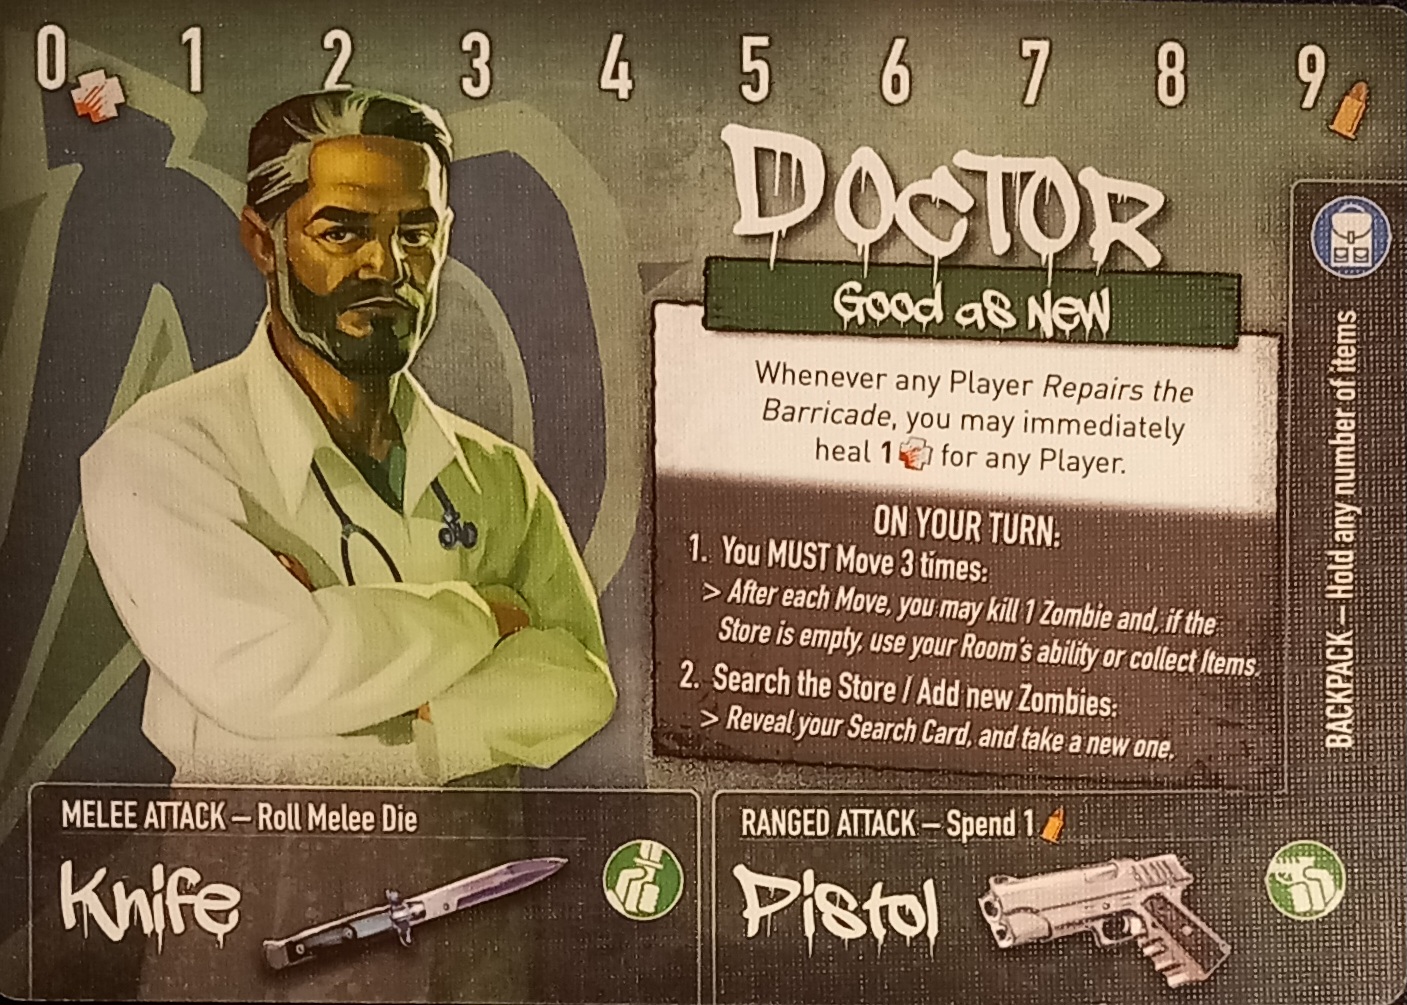 0 1 2 3 4 5 6 7 8 9
DOCTOR
Good as New
Whenever any Player Repairs the
Barricade, you may immediately
heal 1 for any Player.
ON YOUR TURN:
1. You MUST Move 3 times:
> After each Move, you may kill 1 Zombie and, if the
Store is empty, use your Room's ability or collect Items.
2. Search the Store / Add new Zombies:
> Reveal your Search Card, and take a new one.
BACKPACK – Hold any number of items
MELEE ATTACK – Roll Melee Die
Knife
RANGED ATTACK – Spend 1
Pistol